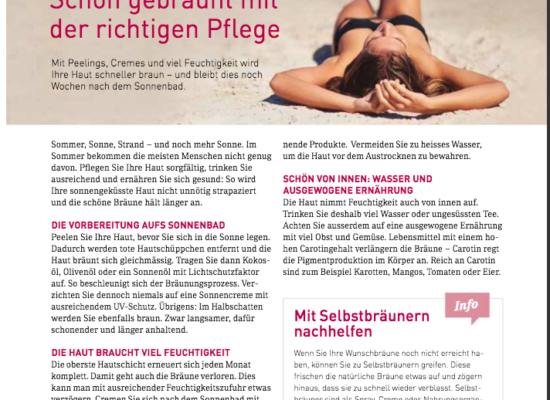 Schön gebräunt mit
der richtigen Pflege
Mit Peelings, Cremes und viel Feuchtigkeit wird
Ihre Haut schneller braun – und bleibt dies noch
Wochen nach dem Sonnenbad.
Sommer, Sonne, Strand – und noch mehr Sonne. Im
Sommer bekommen die meisten Menschen nicht genug
davon. Pflegen Sie Ihre Haut sorgfältig, trinken Sie
ausreichend und ernähren Sie sich gesund: So wird
Ihre sonnengeküsste Haut nicht unnötig strapaziert
und die schöne Bräune hält länger an.
DIE VORBEREITUNG AUFS SONNENBAD
Peelen Sie Ihre Haut, bevor Sie sich in die Sonne legen.
Dadurch werden tote Hautschüppchen entfernt und die
Haut bräunt sich gleichmässig. Tragen Sie dann Kokos-
öl, Olivenöl oder ein Sonnenöl mit Lichtschutzfaktor
auf. So beschleunigt sich der Bräunungsprozess. Ver-
zichten Sie dennoch niemals auf eine Sonnencreme mit
ausreichendem UV-Schutz. Übrigens: Im Halbschatten
werden Sie ebenfalls braun. Zwar langsamer, dafür
schonender und länger anhaltend.
DIE HAUT BRAUCHT VIEL FEUCHTIGKEIT
Die oberste Hautschicht erneuert sich jeden Monat
komplett. Damit geht auch die Bräune verloren. Dies
kann man mit ausreichender Feuchtigkeitszufuhr etwas
verzögern. Cremen Sie sich nach dem Sonnenbad mit
nende Produkte. Vermeiden Sie zu heisses Wasser,
um die Haut vor dem Austrocknen zu bewahren.
SCHÖN VON INNEN: WASSER UND
AUSGEWOGENE ERNÄHRUNG
Die Haut nimmt Feuchtigkeit auch von innen auf.
Trinken Sie deshalb viel Wasser oder ungesüssten Tee.
Achten Sie ausserdem auf eine ausgewogene Ernährung
mit viel Obst und Gemüse. Lebensmittel mit einem ho-
hen Carotingehalt verlängern die Bräune – Carotin regt
die Pigmentproduktion im Körper an. Reich an Carotin
sind zum Beispiel Karotten, Mangos, Tomaten oder Eier.
Info
Mit Selbstbräunern
nachhelfen
Wenn Sie Ihre Wunschbräune noch nicht erreicht ha-
ben, können Sie zu Selbstbräunern greifen. Diese
frischen die natürliche Bräune etwas auf und zögern
hinaus, dass sie zu schnell wieder verblasst. Selbst-
bräuner sind als Spray, Creme oder Nahrungsergän-